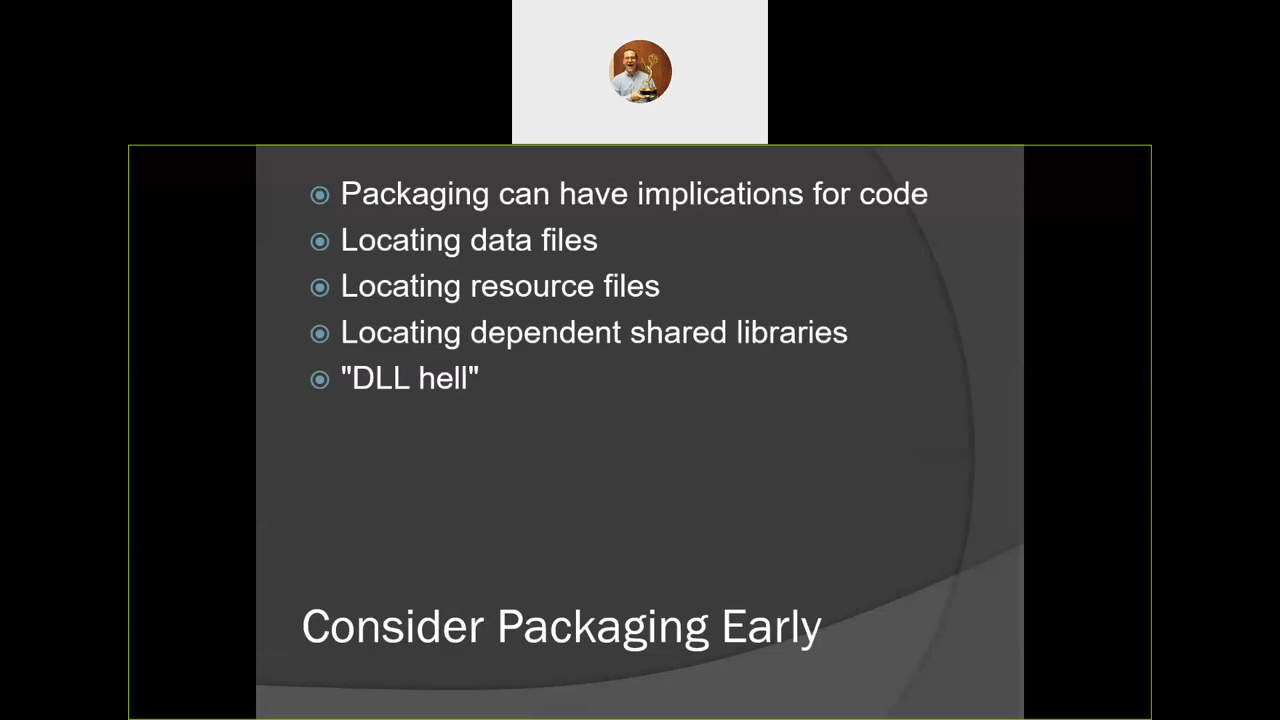 Packaging can have implications for code
Locating data files
Locating resource files
Locating dependent shared libraries
"DLL hell"
Consider Packaging Early